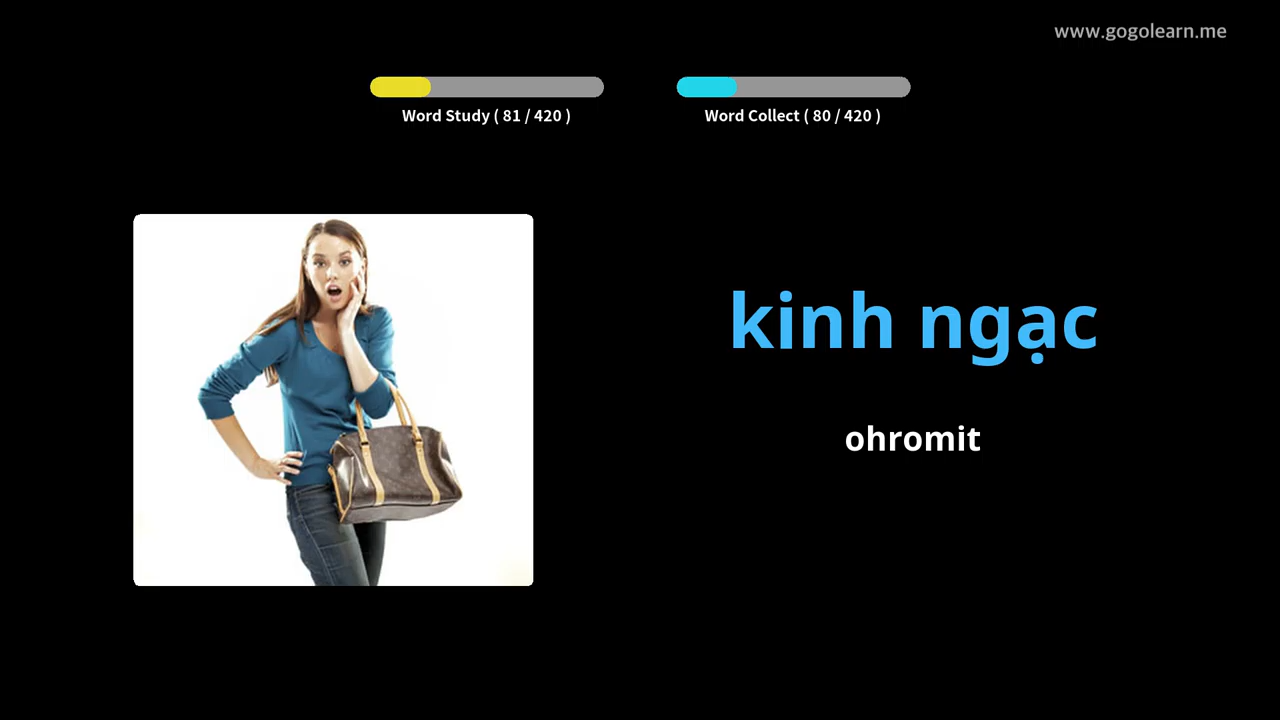 www.gogolearn.me
Word Study ( 81 / 420 )
Word Collect ( 80 / 420 )
kinh ngạc
ohromit